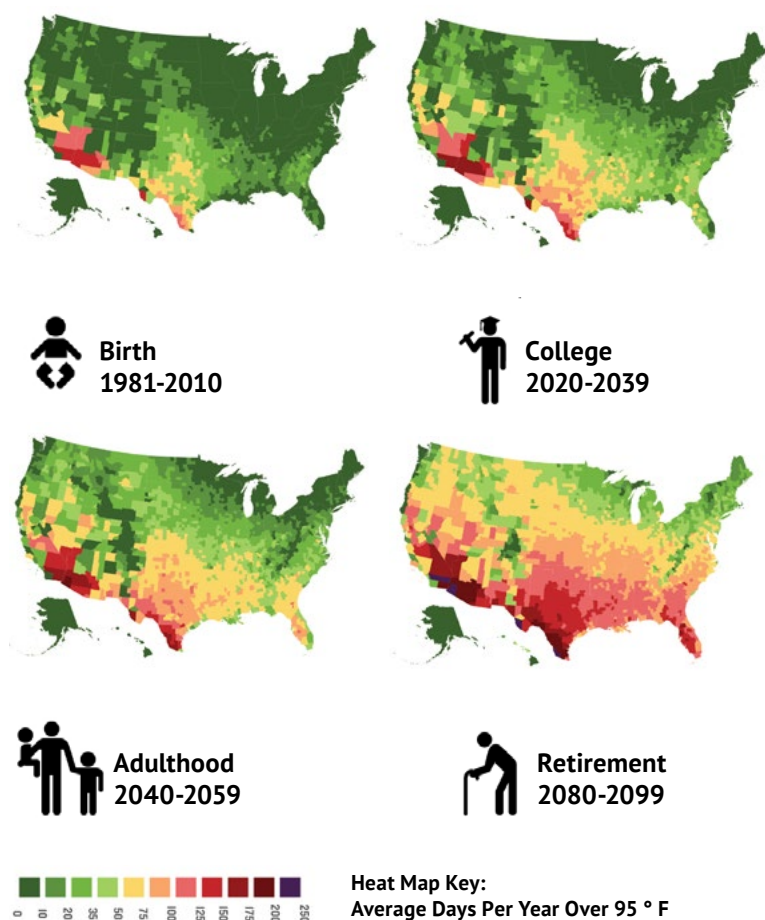 Birth
1981-2010
College
2020-2039
Adulthood
2040-2059
Retirement
2080-2099
0 10 20 35 50 75 100 125 150 175 200 250
Heat Map Key:
Average Days Per Year Over 95 ° F